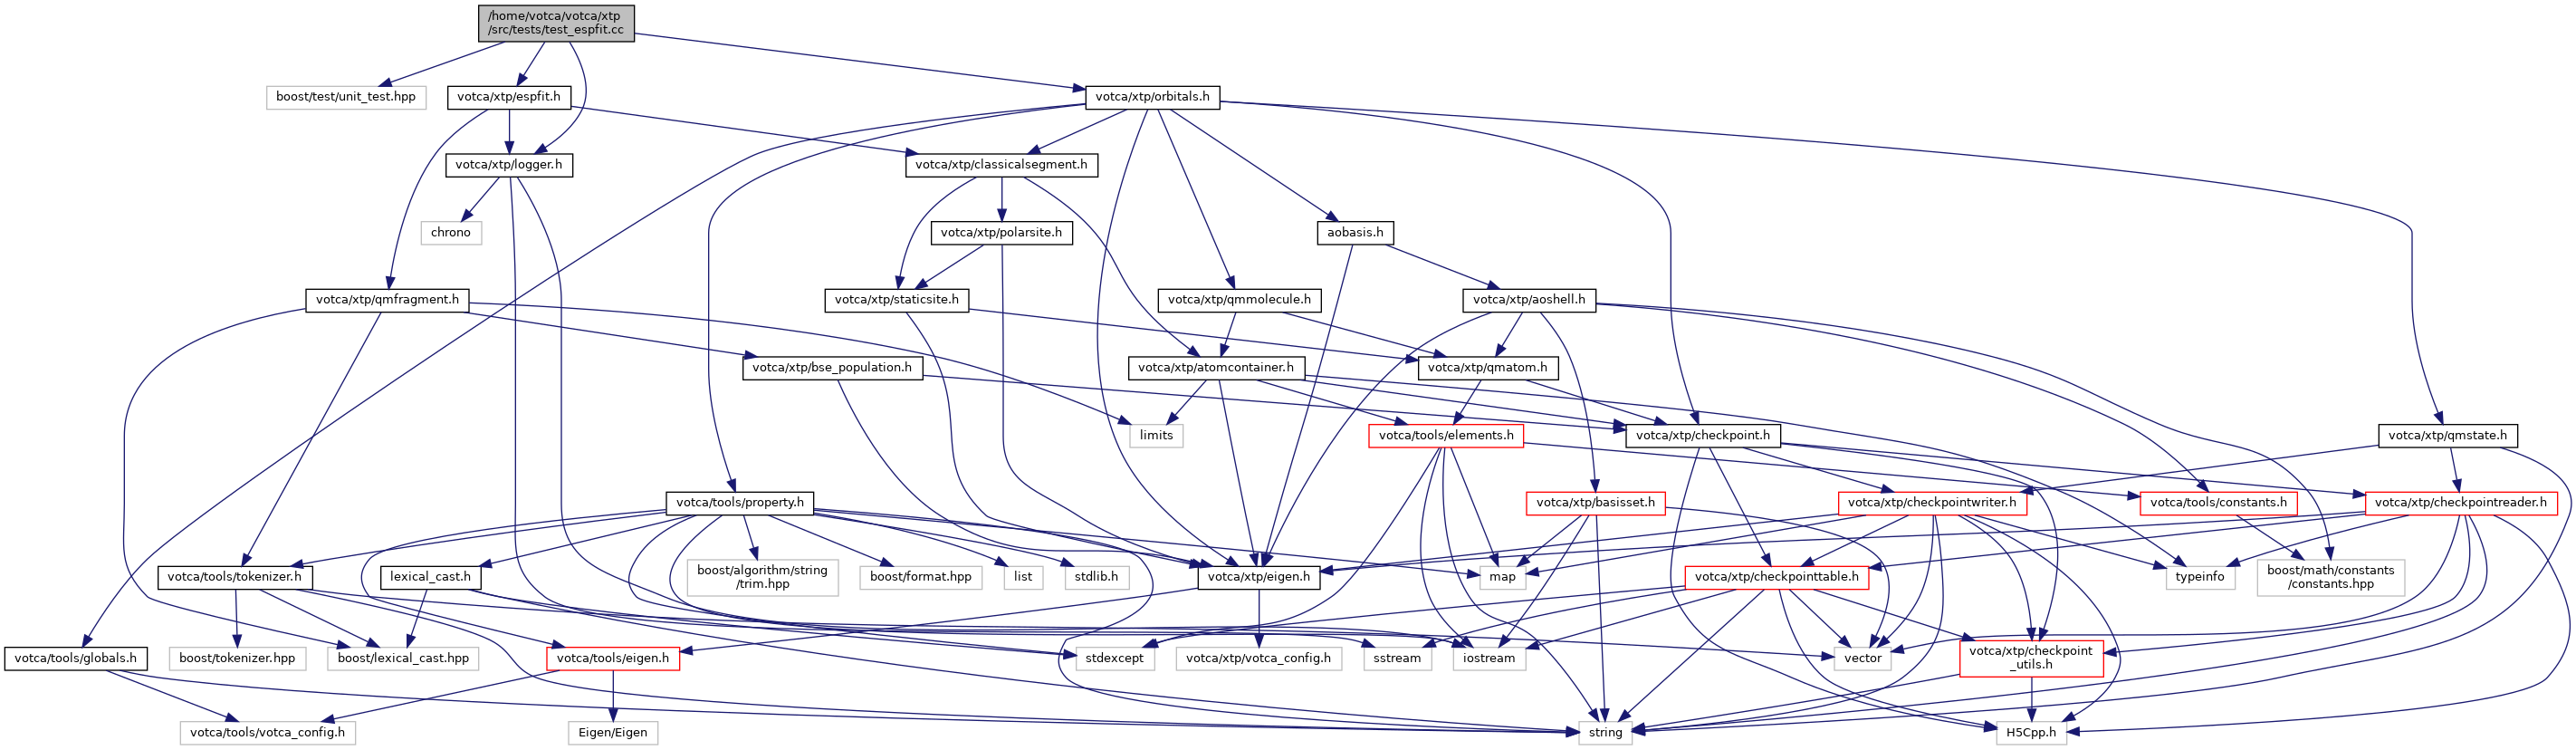 /home/votca/votca/xtp
/src/tests/test_espfit.cc
boost/test/unit_test.hpp
votca/xtp/espfit.h
votca/xtp/orbitals.h
votca/xtp/logger.h
votca/xtp/classicalsegment.h
chrono
votca/xtp/polarsite.h
aobasis.h
votca/xtp/qmfragment.h
votca/xtp/staticsite.h
votca/xtp/qmmolecule.h
votca/xtp/aoshell.h
votca/xtp/bse_population.h
votca/xtp/atomcontainer.h
votca/xtp/qmatom.h
limits
votca/tools/elements.h
votca/xtp/checkpoint.h
votca/xtp/qmstate.h
votca/tools/property.h
votca/xtp/basisset.h
votca/xtp/checkpointwriter.h
votca/tools/constants.h
votca/xtp/checkpointreader.h
votca/tools/tokenizer.h
lexical_cast.h
boost/algorithm/string
/trim.hpp
boost/format.hpp
list
stdlib.h
votca/xtp/eigen.h
map
votca/xtp/checkpointtable.h
typeinfo
boost/math/constants
/constants.hpp
votca/tools/globals.h
boost/tokenizer.hpp
boost/lexical_cast.hpp
votca/tools/eigen.h
stdexcept
votca/xtp/votca_config.h
sstream
iostream
vector
votca/xtp/checkpoint
_utils.h
votca/tools/votca_config.h
Eigen/Eigen
string
H5Cpp.h